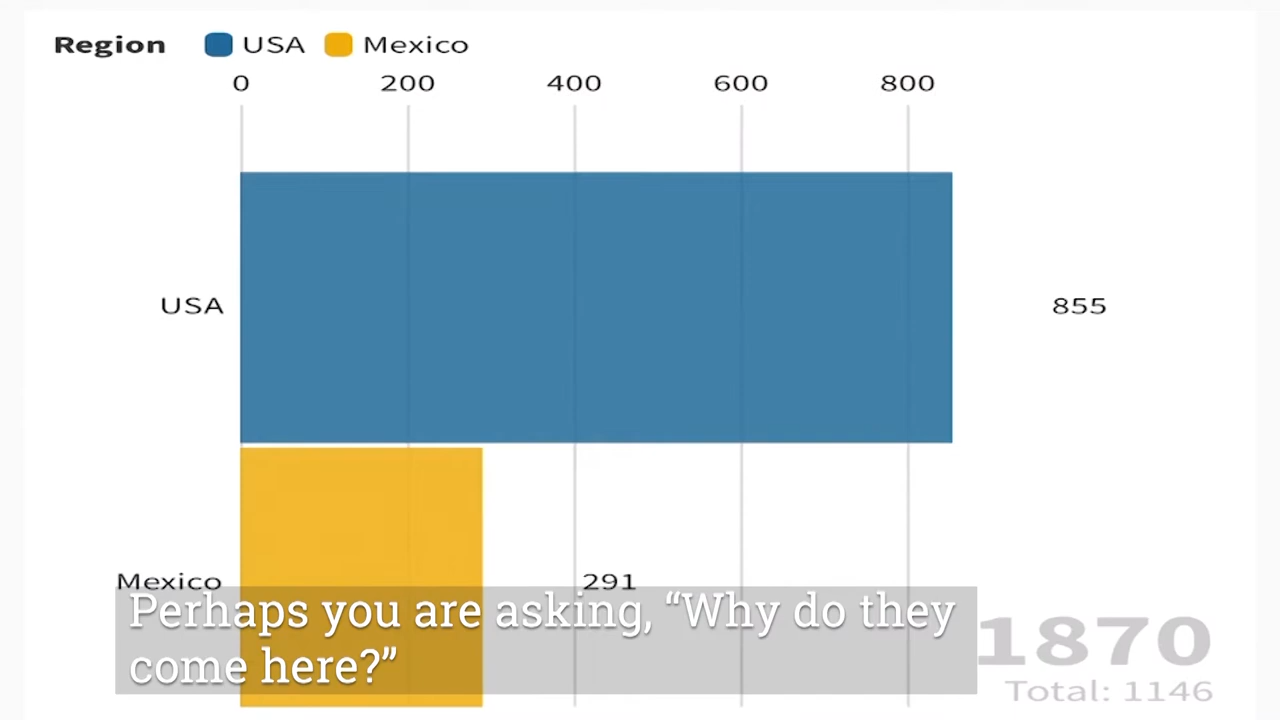 Region USA Mexico
0 200 400 600 800
USA 855
Mexico 291
Perhaps you are asking, “Why do they
come here?”
1870
Total: 1146